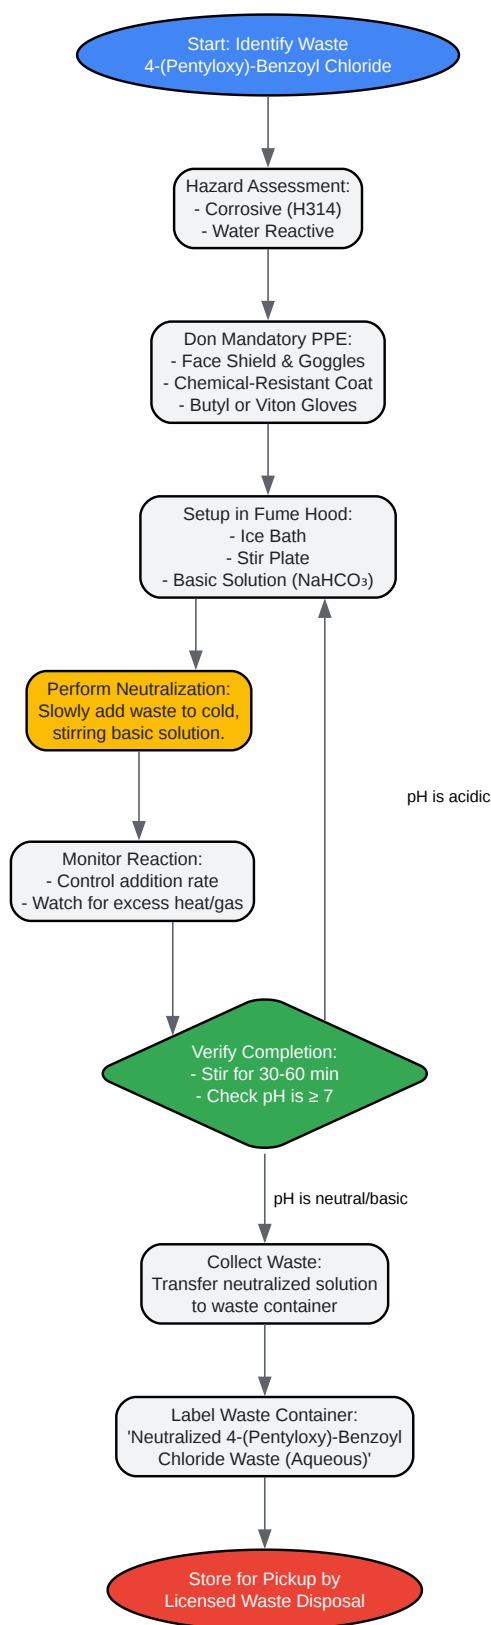 Start: Identify Waste
4-(Pentyloxy)-Benzoyl Chloride
Hazard Assessment:
- Corrosive (H314)
- Water Reactive
Don Mandatory PPE:
- Face Shield & Goggles
- Chemical-Resistant Coat
- Butyl or Viton Gloves
Setup in Fume Hood:
- Ice Bath
- Stir Plate
- Basic Solution (NaHCO₃)
Perform Neutralization:
Slowly add waste to cold,
stirring basic solution.
pH is acidic
Monitor Reaction:
- Control addition rate
- Watch for excess heat/gas
Verify Completion:
- Stir for 30-60 min
- Check pH is ≥ 7
pH is neutral/basic
Collect Waste:
Transfer neutralized solution
to waste container
Label Waste Container:
'Neutralized 4-(Pentyloxy)-Benzoyl
Chloride Waste (Aqueous)'
Store for Pickup by
Licensed Waste Disposal